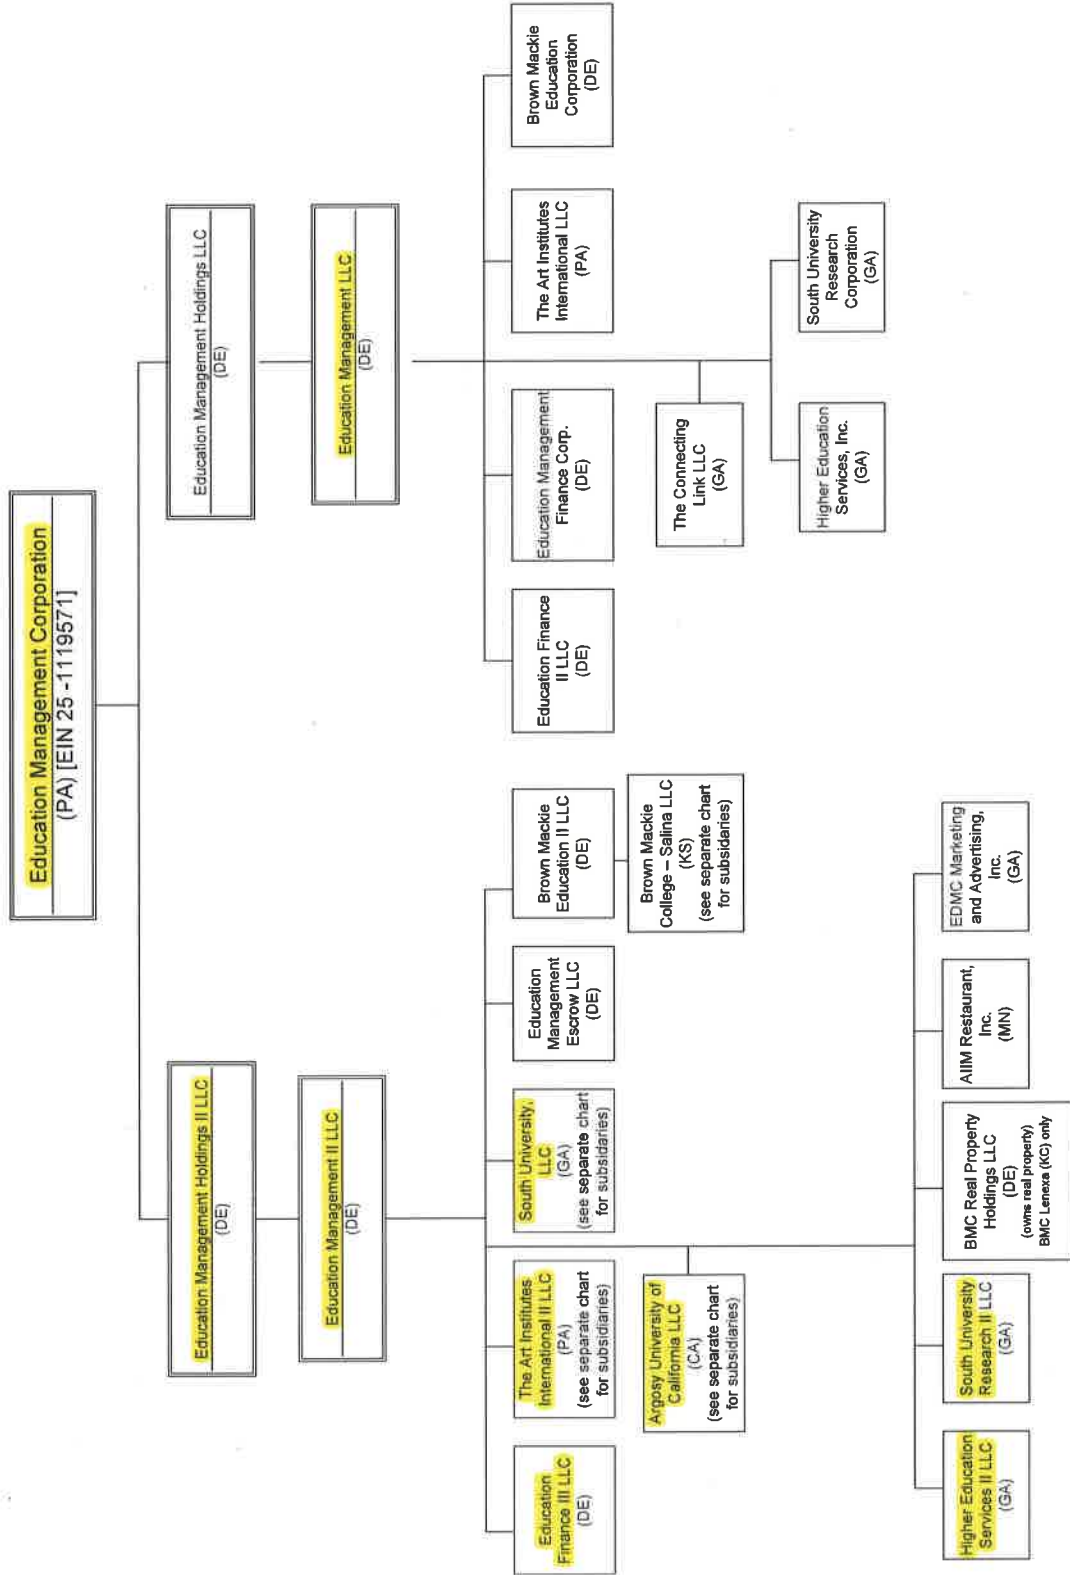 Education Management Corporation
(PA) [EIN 25 -1119571]
Education Management Holdings II LLC
(DE)
Education Management Holdings LLC
(DE)
Education Management II LLC
(DE)
Education Management LLC
(DE)
Education
Finance III LLC
(DE)
The Art Institutes
International II LLC
(PA)
(see separate chart
for subsidiaries)
South University,
LLC
(GA)
(see separate chart
for subsidaries)
Education
Management
Escrow LLC
(DE)
Brown Mackie
Education II LLC
(DE)
Education Finance
II LLC
(DE)
Education Management
Finance Corp.
(DE)
The Art Institutes
International LLC
(PA)
Brown Mackie
Education
Corporation
(DE)
Argosy University of
California LLC
(CA)
(see separate chart
for subsidiaries)
Brown Mackie
College – Salina LLC
(KS)
(see separate chart
for subsidaries)
The Connecting
Link LLC
(GA)
Higher Education
Services, Inc.
(GA)
South University
Research
Corporation
(GA)
Higher Education
Services II LLC
(GA)
South University
Research II LLC
(GA)
BMC Real Property
Holdings LLC
(DE)
(owns real property)
BMC Lenexa (KC) only
AIIM Restaurant,
Inc.
(MN)
EDMC Marketing
and Advertising,
Inc.
(GA)